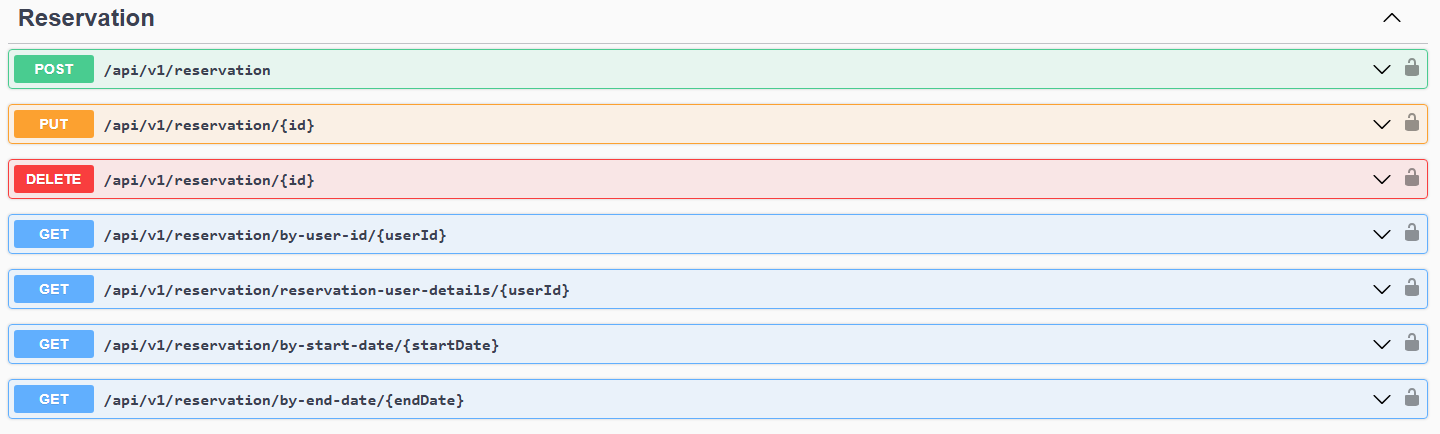 Reservation
POST /api/v1/reservation
PUT /api/v1/reservation/{id}
DELETE /api/v1/reservation/{id}
GET /api/v1/reservation/by-user-id/{userId}
GET /api/v1/reservation/reservation-user-details/{userId}
GET /api/v1/reservation/by-start-date/{startDate}
GET /api/v1/reservation/by-end-date/{endDate}